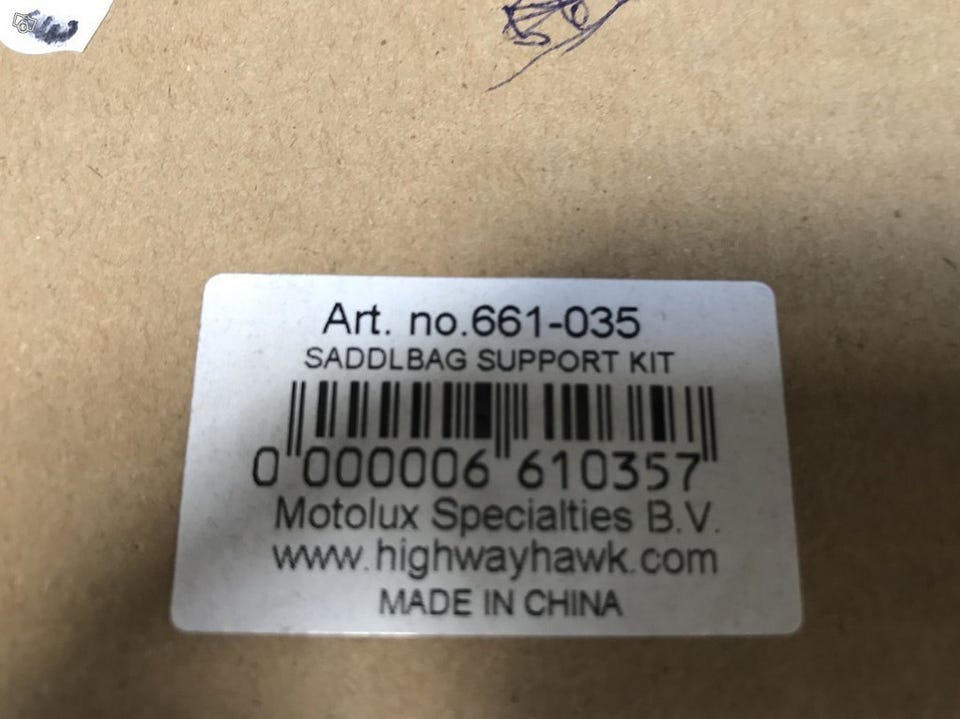 Art. no.661-035
SADDLBAG SUPPORT KIT
0 000006 610357
Motolux Specialties B.V.
www.highwayhawk.com
MADE IN CHINA